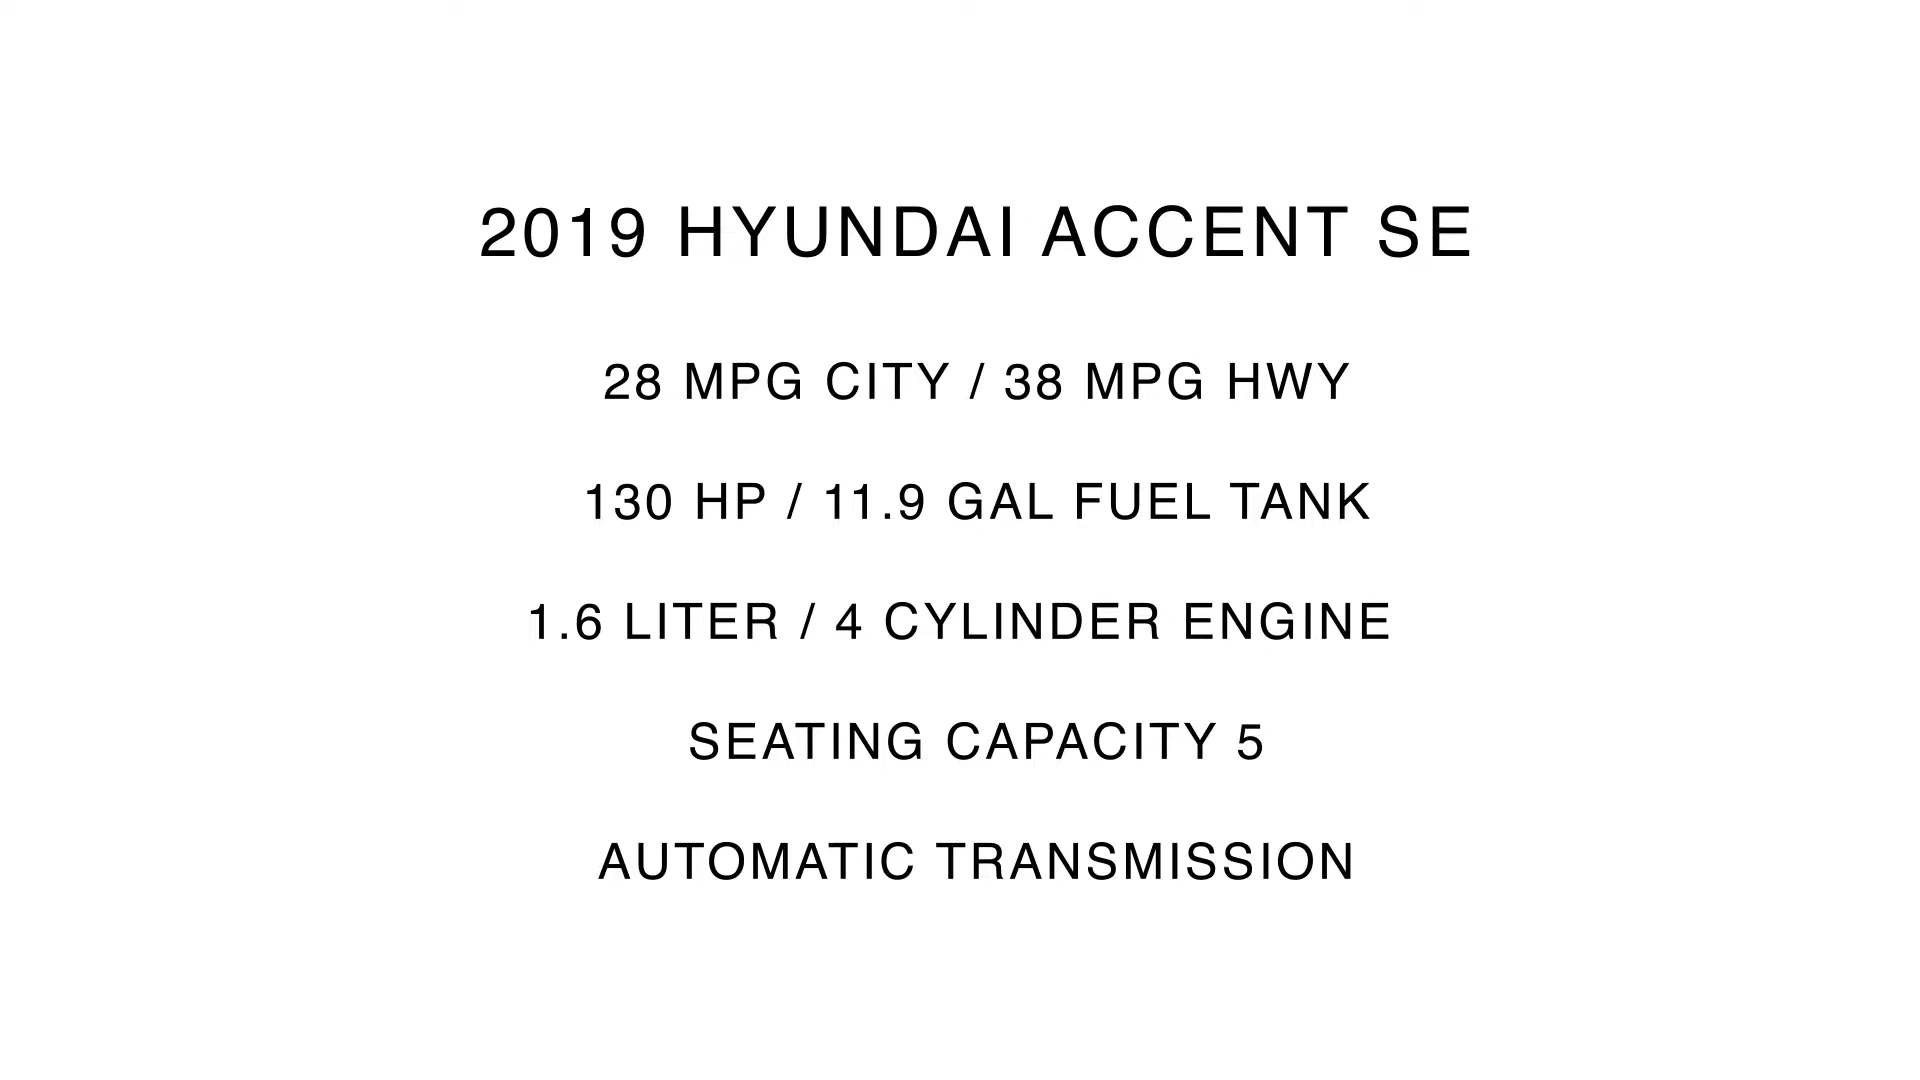 2019 HYUNDAI ACCENT SE
28 MPG CITY / 38 MPG HWY
130 HP / 11.9 GAL FUEL TANK
1.6 LITER / 4 CYLINDER ENGINE
SEATING CAPACITY 5
AUTOMATIC TRANSMISSION